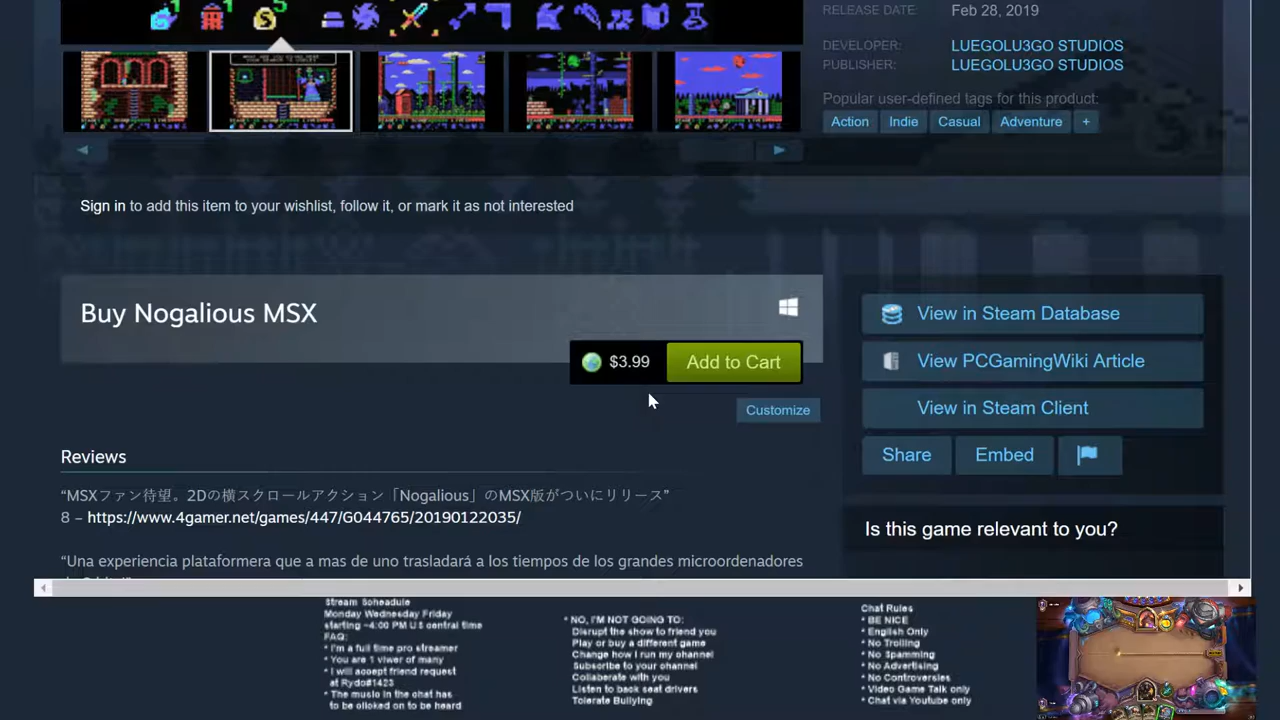 1
1
5
RELEASE DATE: Feb 28, 2019
DEVELOPER: LUEGOLU3GO STUDIOS
PUBLISHER: LUEGOLU3GO STUDIOS
Popular user-defined tags for this product:
Action Indie Casual Adventure +
Sign in to add this item to your wishlist, follow it, or mark it as not interested
Buy Nogalious MSX
$3.99 Add to Cart
Customize
View in Steam Database
View PCGamingWiki Article
View in Steam Client
Share Embed
Is this game relevant to you?
Reviews
“MSXファン待望。2Dの横スクロールアクション「Nogalious」のMSX版がついにリリース”
8 – https://www.4gamer.net/games/447/G044765/20190122035/
“Una experiencia plataformera que a mas de uno trasladará a los tiempos de los grandes microordenadores
Stream Scheadule
Monday Wednesday Friday
starting ~4:00 PM US central time
FAQ:
* I'm a full time pro streamer
* You are 1 viwer of many
* I will accept friend request
at Rydo#1423
* The music in the chat has
to be clicked on to be heard
* NO, I'M NOT GOING TO:
Disrupt the show to friend you
Play or buy a different game
Change how I run my channel
Subscribe to your channel
Collaberate with you
Listen to back seat drivers
Tolerate Bullying
Chat Rules
* BE NICE
* English Only
* No Trolling
* No Spamming
* No Advertising
* No Controversies
* Video Game Talk only
* Chat via Youtube only